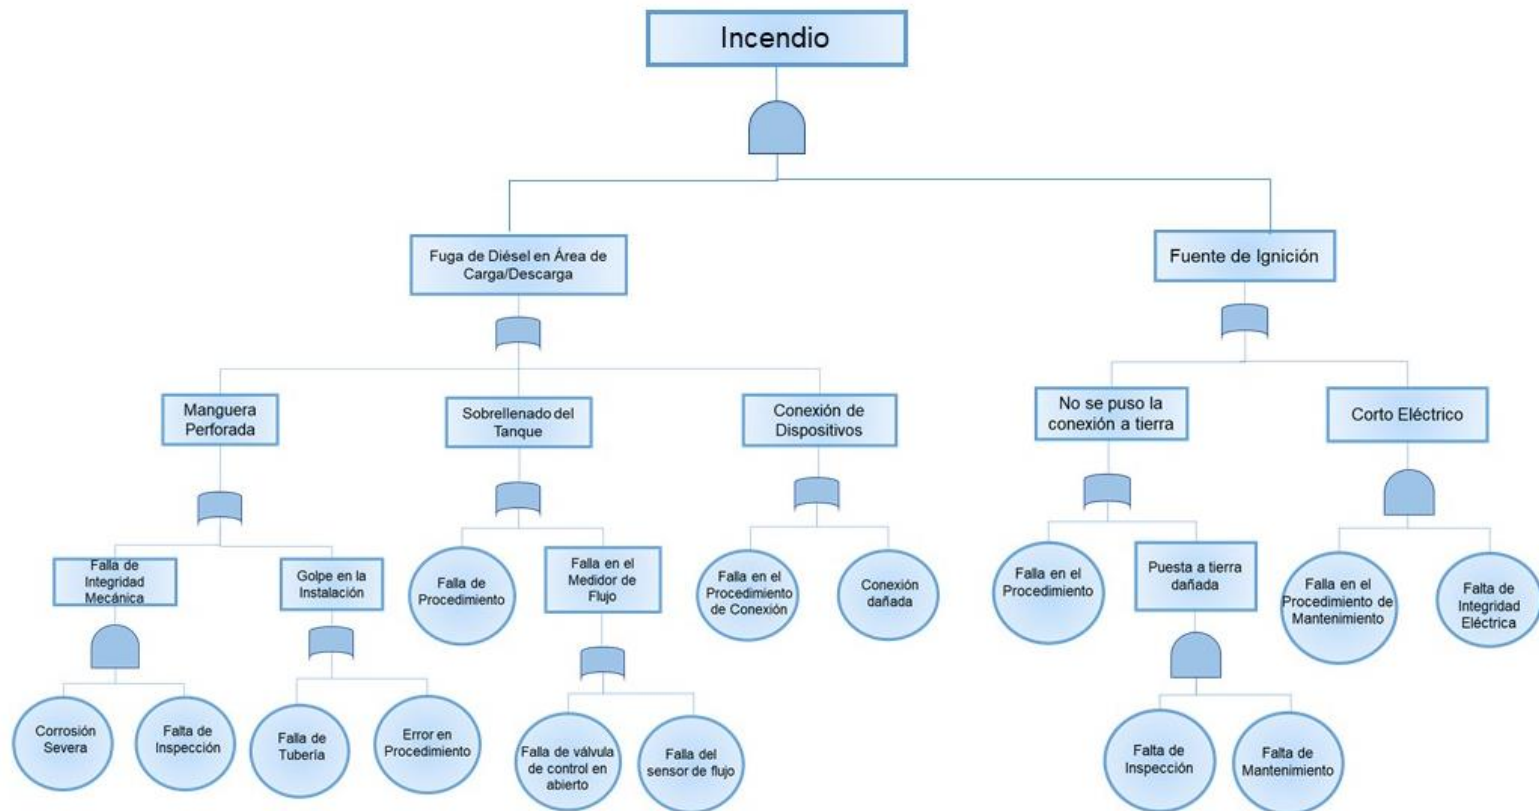 Incendio
Fuga de Diésel en Área de
Carga/Descarga
Fuente de Ignición
Manguera
Perforada
Sobrellenado del
Tanque
Conexión de
Dispositivos
No se puso la
conexión a tierra
Corto Eléctrico
Falla de
Integridad
Mecánica
Golpe en la
Instalación
Falla de
Procedimiento
Falla en el
Medidor de
Flujo
Falla en el
Procedimiento
de Conexión
Conexión
dañada
Falla en el
Procedimiento
Puesta a tierra
dañada
Falla en el
Procedimiento de
Mantenimiento
Falta de
Integridad
Eléctrica
Corrosión
Severa
Falta de
Inspección
Falla de
Tubería
Error en
Procedimiento
Falla de válvula
de control en
abierto
Falla del
sensor de flujo
Falta de
Inspección
Falta de
Mantenimiento